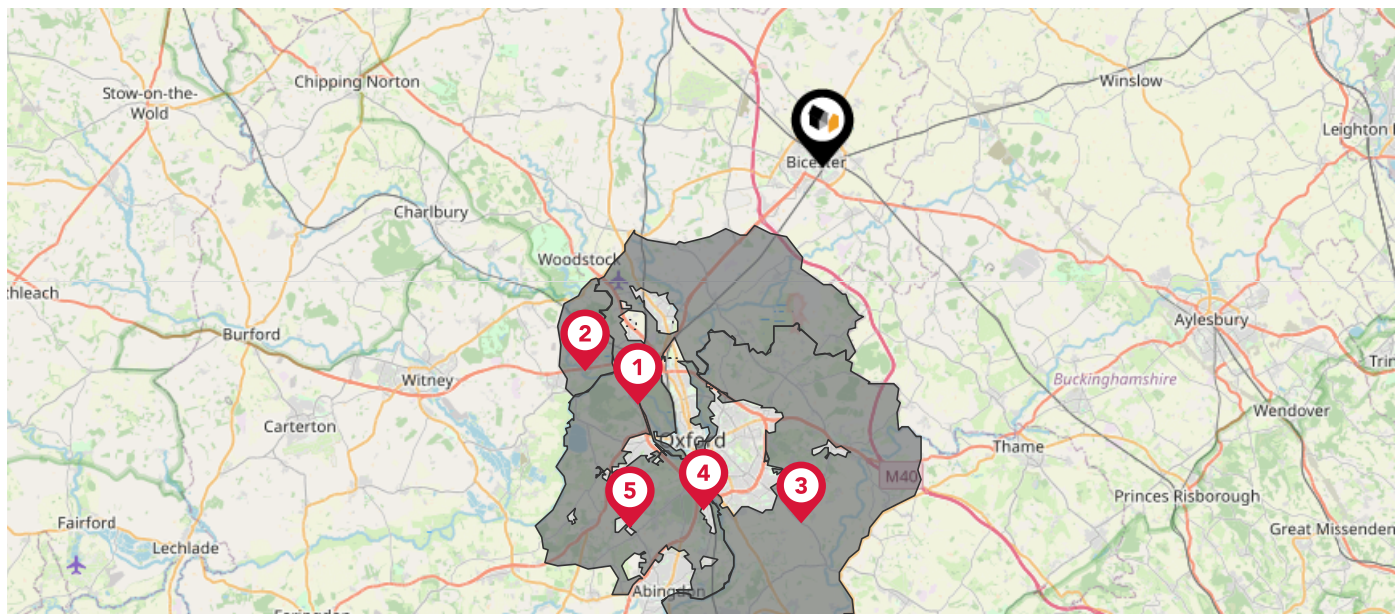 Chipping Norton
Winslow
Stow-on-the-
Wold
Leighton
Bicester
Charlbury
Woodstock
Aylesbury
Burford
2
1
Witney
Buckinghamshire
Wendover
Carterton
Oxford
Thame
4
M40
3
5
Princes Risborough
Fairford
Great Missenden
Lechlade
Abingdon